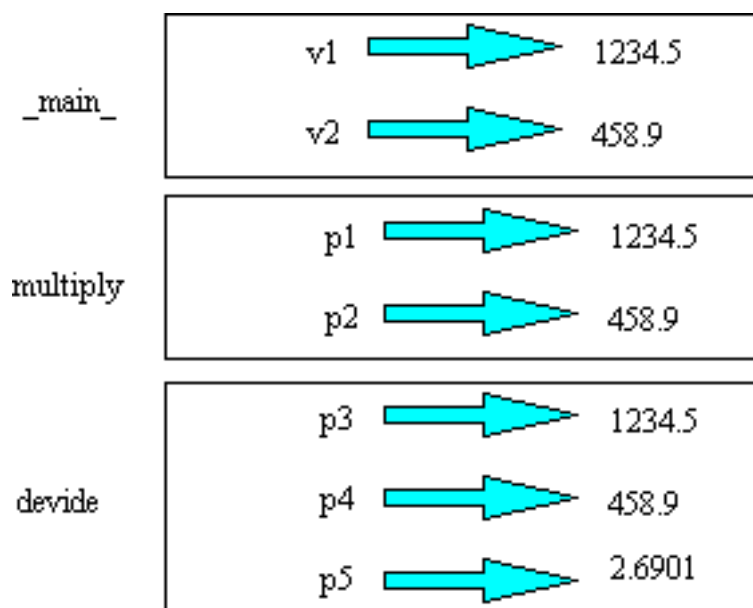 v1 1234.5
_main_
v2 458.9
p1 1234.5
multiply
p2 458.9
p3 1234.5
devide p4 458.9
p5 2.6901